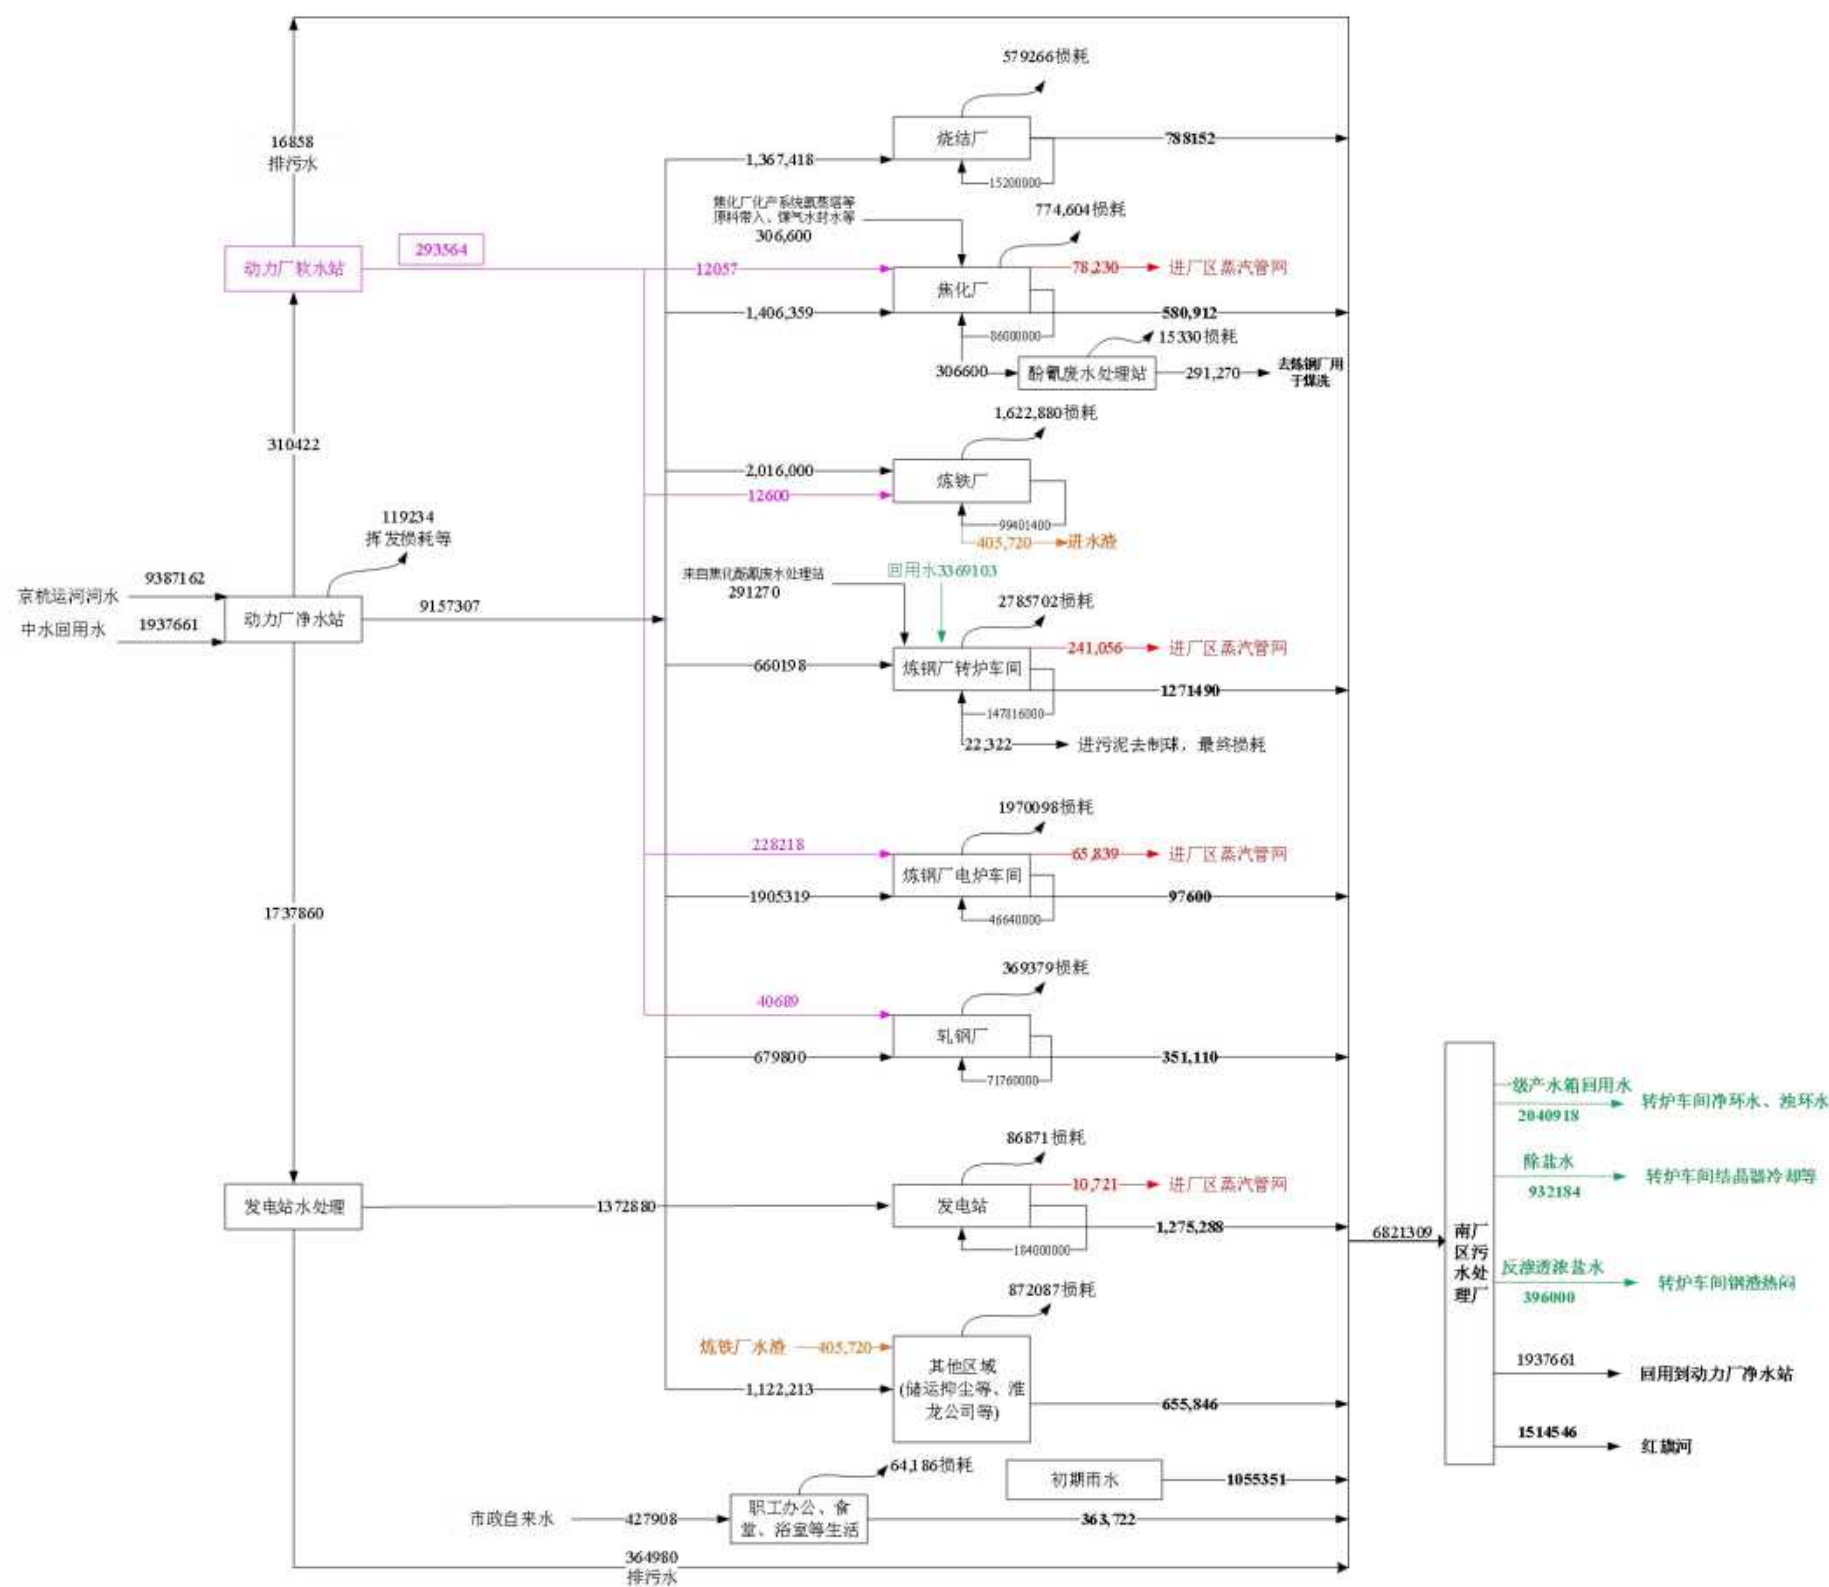 579266损耗
16858
排污水
烧结厂
788152
1,367,418
15200000
焦化厂化产系统氨蒸塔等
原料带入、煤气水封水等
306,600
774,604损耗
动力厂软水站
293564
12057
78,230
进厂区蒸汽管网
焦化厂
1,406,359
580,912
86000000
15330损耗
306600
酚氰废水处理站
291,270
去炼钢厂用
于煤洗
1,622,880损耗
310422
2,016,000
炼铁厂
12600
99401400
405,720
进水渣
119234
挥发损耗等
来自焦化酚氰废水处理站
291270
回用水3369103
京杭运河河水
9387162
动力厂净水站
9157307
中水回用水
1937661
2785702损耗
241,056
进厂区蒸汽管网
660198
炼钢厂转炉车间
1271490
147816000
22,322
进污泥去制球，最终损耗
1970098损耗
228218
65,839
进厂区蒸汽管网
炼钢厂电炉车间
1905319
97600
46640000
1737860
369379损耗
40689
轧钢厂
679800
351,110
71760000
86871损耗
10,721
进厂区蒸汽管网
发电站水处理
1372880
发电站
1,275,288
184000000
872087损耗
炼铁厂水渣
405,720
其他区域
(储运抑尘等、淮
龙公司等)
1,122,213
655,846
64,186损耗
初期雨水
1055351
市政自来水
427908
职工办公、食
堂、浴室等生活
363,722
364980
排污水
6821309
南厂
区污
水处
理厂
一级产水箱回用水
2040918
转炉车间净环水、浊环水
除盐水
932184
转炉车间结晶器冷却等
反渗透浓盐水
396000
转炉车间钢渣热闷
1937661
回用到动力厂净水站
1514546
红旗河